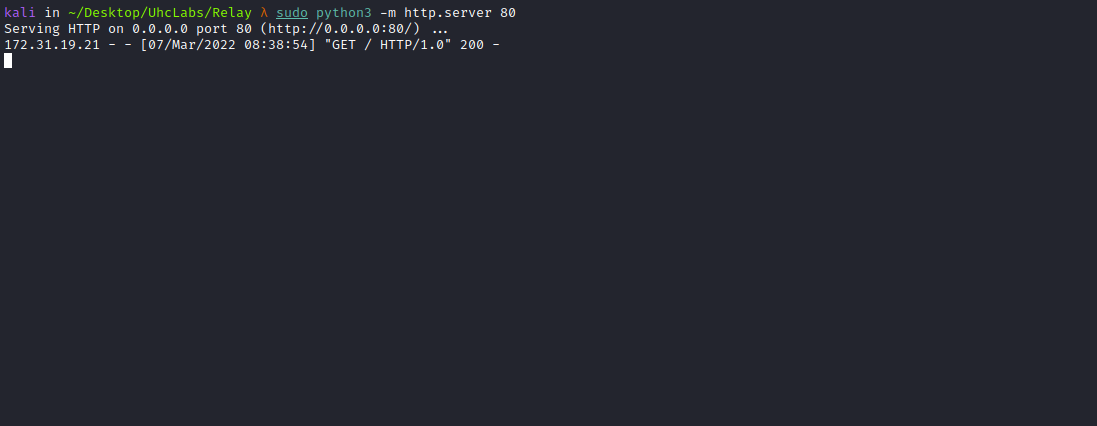 kali in ~/Desktop/UhcLabs/Relay λ sudo python3 -m http.server 80
Serving HTTP on 0.0.0.0 port 80 (http://0.0.0.0:80/) ...
172.31.19.21 - - [07/Mar/2022 08:38:54] "GET / HTTP/1.0" 200 -